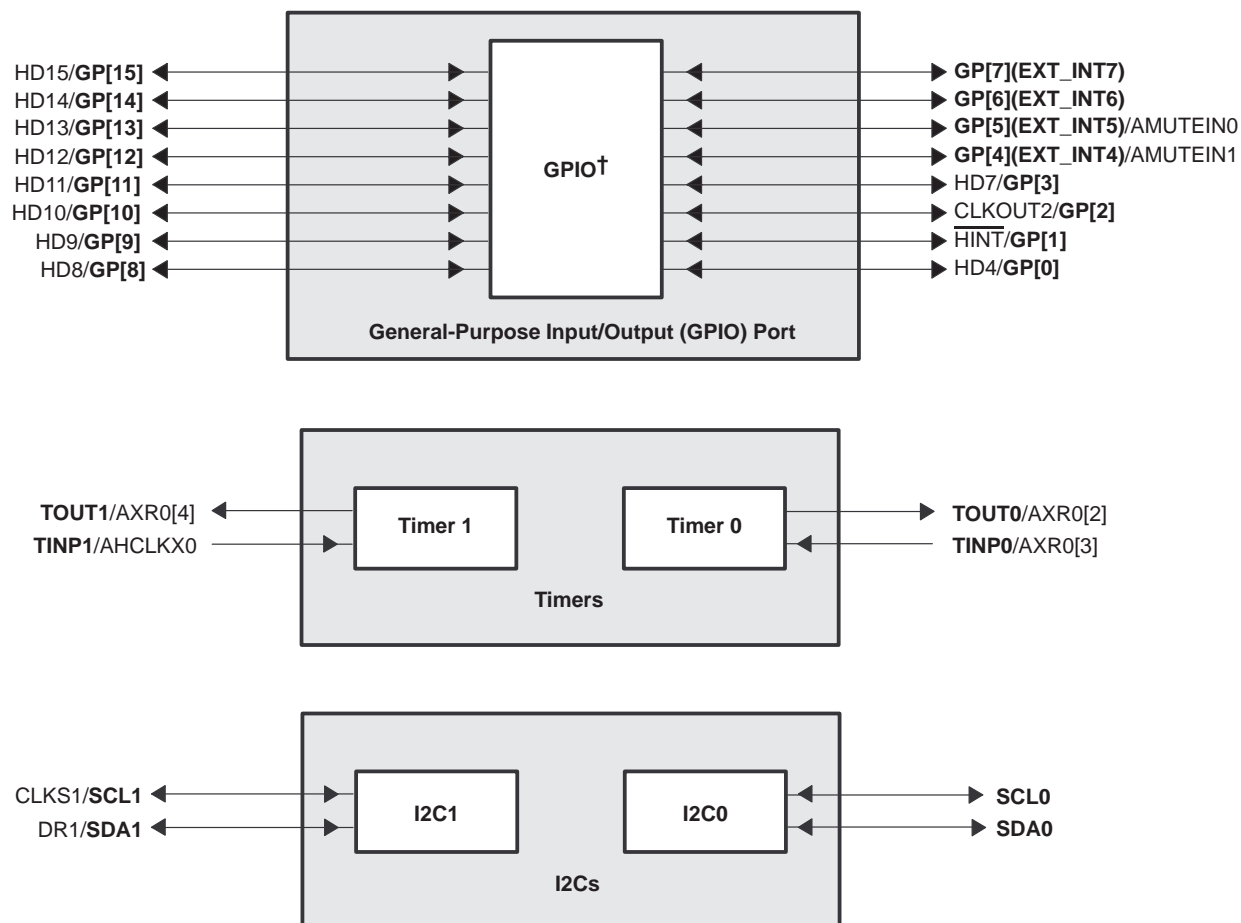 HD15/GP[15]
HD14/GP[14]
HD13/GP[13]
HD12/GP[12]
HD11/GP[11]
HD10/GP[10]
HD9/GP[9]
HD8/GP[8]
GPIO†
GP[7](EXT_INT7)
GP[6](EXT_INT6)
GP[5](EXT_INT5)/AMUTEIN0
GP[4](EXT_INT4)/AMUTEIN1
HD7/GP[3]
CLKOUT2/GP[2]
HINT/GP[1]
HD4/GP[0]
General-Purpose Input/Output (GPIO) Port
TOUT1/AXR0[4]
TINP1/AHCLKX0
Timer 1
Timer 0
TOUT0/AXR0[2]
TINP0/AXR0[3]
Timers
CLKS1/SCL1
DR1/SDA1
I2C1
I2C0
SCL0
SDA0
I2Cs